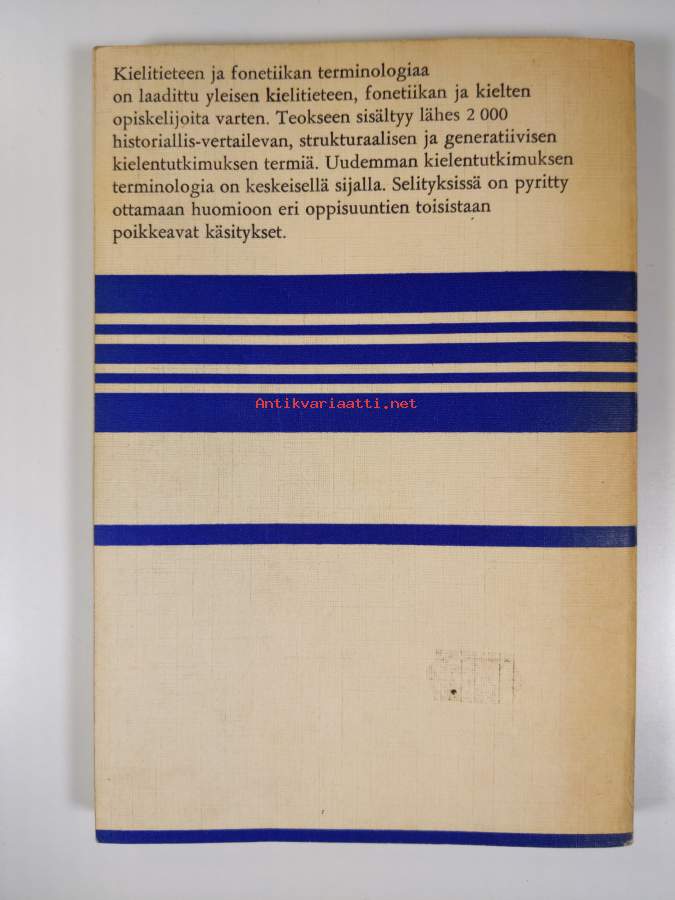 Kielitieteen ja fonetiikan terminologiaa
on laadittu yleisen kielitieteen, fonetiikan ja kielten
opiskelijoita varten. Teokseen sisältyy lähes 2 000
historiallis-vertailevan, strukturaalisen ja generatiivisen
kielentutkimuksen termiä. Uudemman kielentutkimuksen
terminologia on keskeisellä sijalla. Selityksissä on pyritty
ottamaan huomioon eri oppisuuntien toisistaan
poikkeavat käsitykset.
Antikvariaatti.net